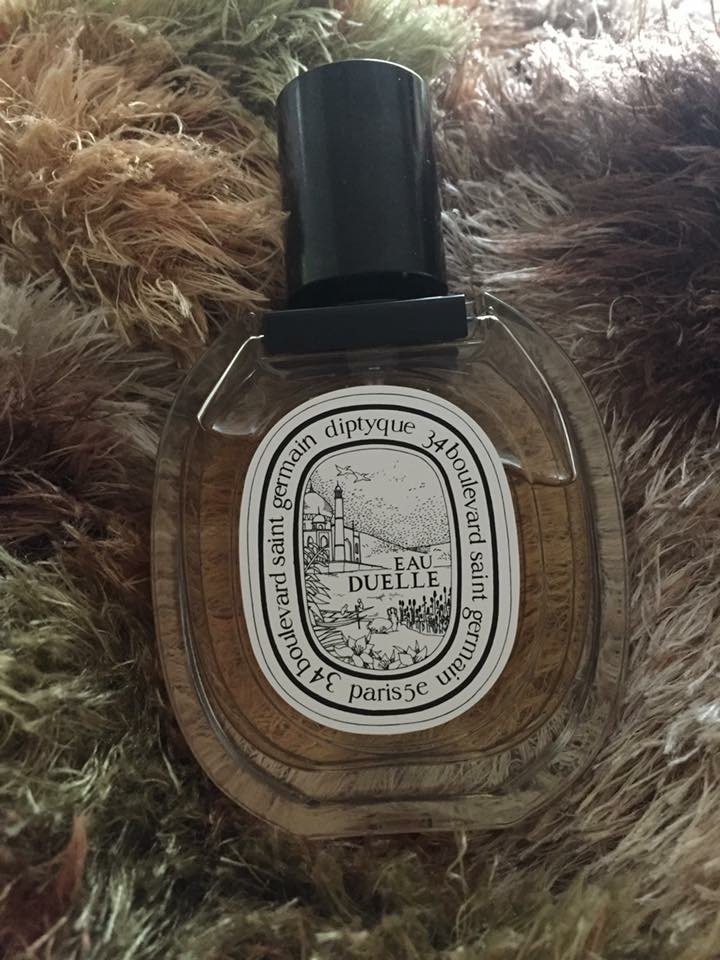 diptyque 34 boulevard saint germain
paris 5e
34 boulevard saint germain
EAU
DUELLE